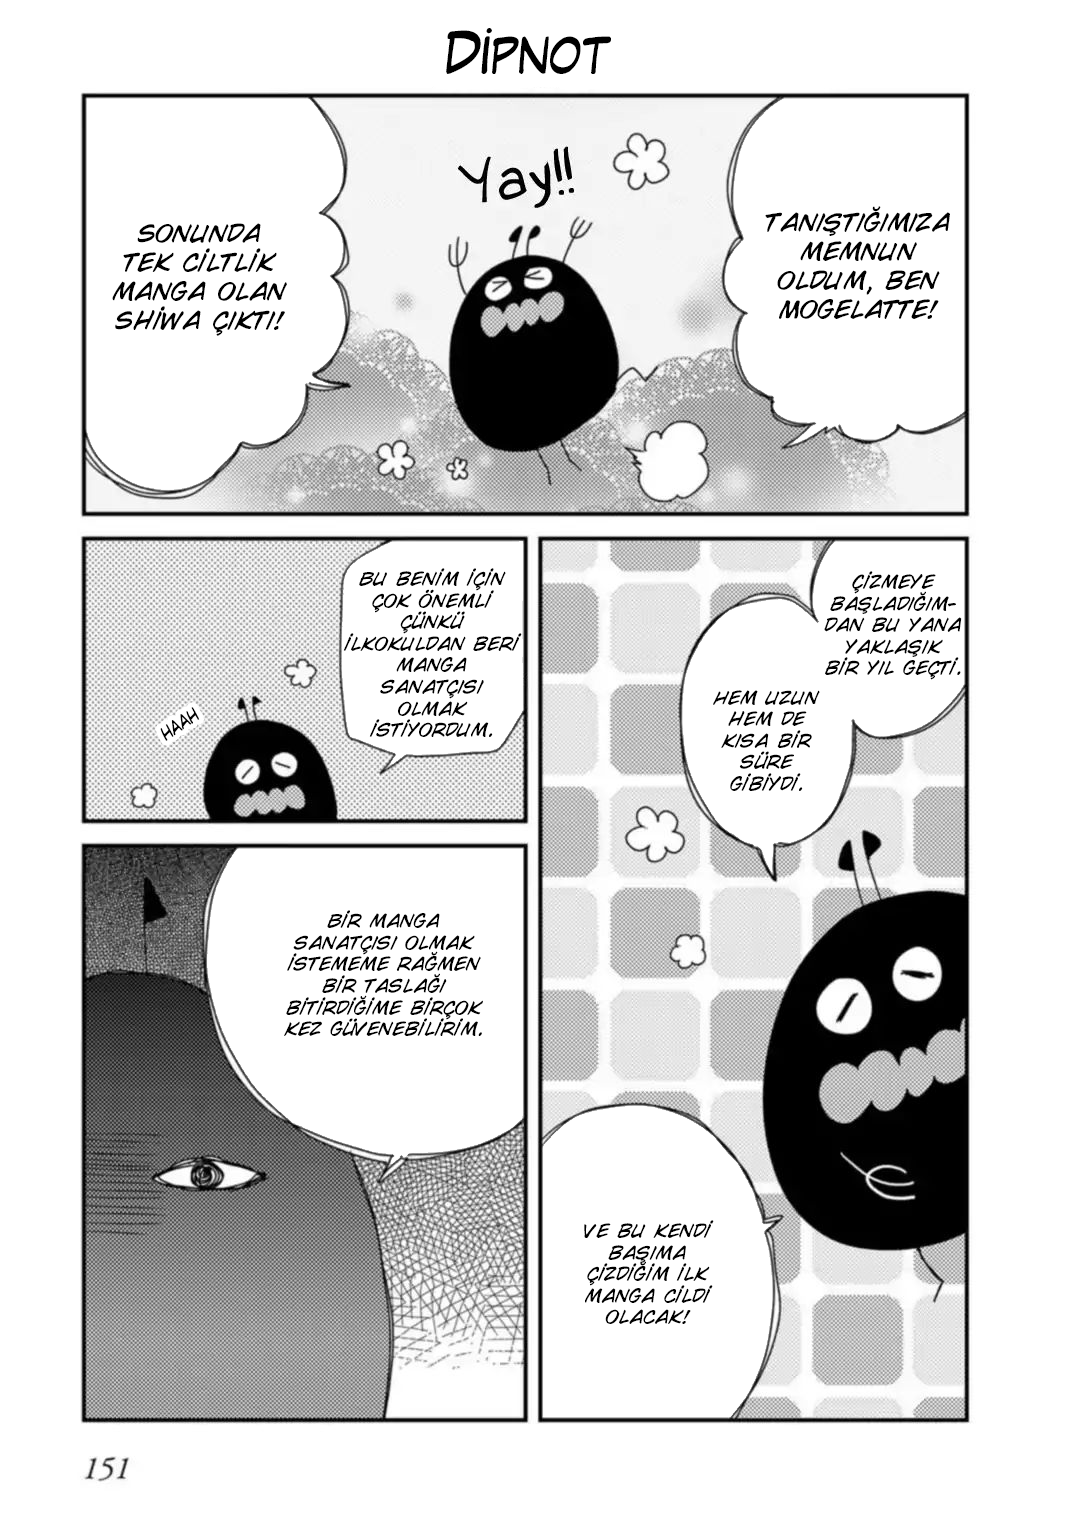 DİPNOT
TANIŞTIĞIMIZA
MEMNUN
OLDUM, BEN
MOGELATTE!
Yay!!
SONUNDA
TEK CİLTLİK
MANGA OLAN
SHIWA ÇIKTI!
ÇİZMEYE
BAŞLADIĞIM-
DAN BU YANA
YAKLAŞIK
BİR YIL GEÇTİ.
HEM UZUN
HEM DE
KISA BİR
SÜRE
GİBİYDİ.
VE BU KENDİ
BAŞIMA
ÇİZDİĞİM İLK
MANGA CİLDİ
OLACAK!
BU BENİM İÇİN
ÇOK ÖNEMLİ
ÇÜNKÜ
İLKOKULDAN BERİ
MANGA
SANATÇISI
OLMAK
İSTİYORDUM.
HAAH
BİR MANGA
SANATÇISI OLMAK
İSTEMEME RAĞMEN
BİR TASLAĞI
BİTİRDİĞİME BİRÇOK
KEZ GÜVENEBİLİRİM.
151